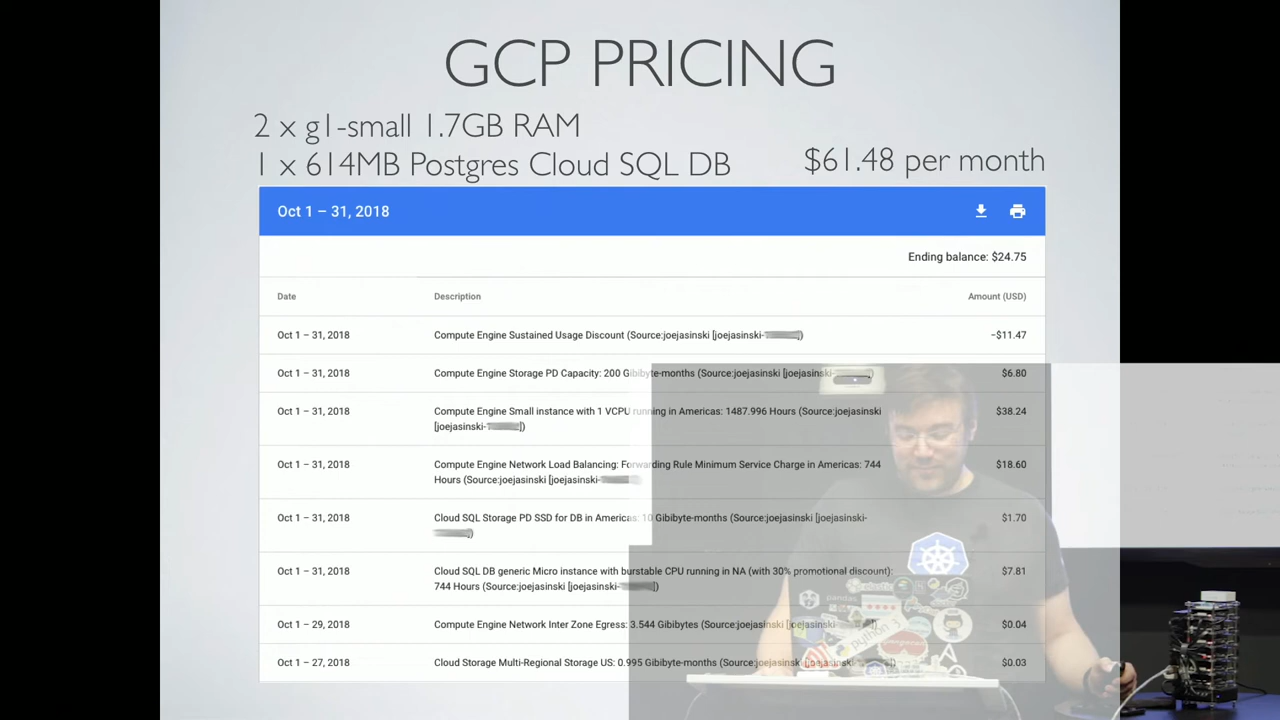 GCP PRICING
2 x g1-small 1.7GB RAM
1 x 614MB Postgres Cloud SQL DB
$61.48 per month
Oct 1 – 31, 2018
Ending balance: $24.75
Date Description Amount (USD)
Oct 1 – 31, 2018 Compute Engine Sustained Usage Discount (Source:joejasinski [joejasinski- ]) −$11.47
Oct 1 – 31, 2018 Compute Engine Storage PD Capacity: 200 Gibibyte-months (Source:joejasinski [joejasinski- ]) $6.80
Oct 1 – 31, 2018 Compute Engine Small instance with 1 VCPU running in Americas: 1487.996 Hours (Source:joejasinski $38.24
[joejasinski- ])
Oct 1 – 31, 2018 Compute Engine Network Load Balancing: Forwarding Rule Minimum Service Charge in Americas: 744 $18.60
Hours (Source:joejasinski [joejasinski-
Oct 1 – 31, 2018 Cloud SQL Storage PD SSD for DB in Americas: 10 Gibibyte-months (Source:joejasinski [joejasinski- $1.70
])
Oct 1 – 31, 2018 Cloud SQL DB generic Micro instance with burstable CPU running in NA (with 30% promotional discount): $7.81
744 Hours (Source:joejasinski [joejasinski- ])
Oct 1 – 29, 2018 Compute Engine Network Inter Zone Egress: 3.544 Gibibytes (Source:joejasinski [joejasinski- ]) $0.04
Oct 1 – 27, 2018 Cloud Storage Multi-Regional Storage US: 0.995 Gibibyte-months (Source:joejasinski [joejasinski- ]) $0.03
pandas
python 3